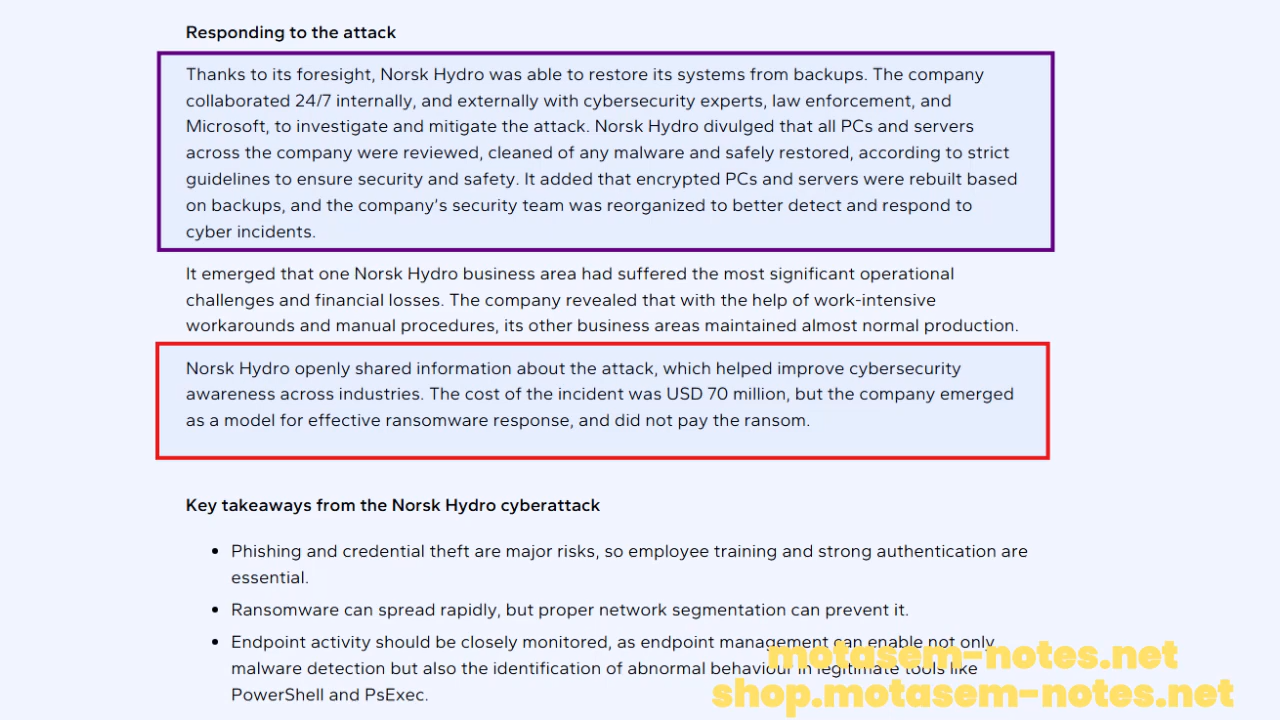 Responding to the attack
Thanks to its foresight, Norsk Hydro was able to restore its systems from backups. The company
collaborated 24/7 internally, and externally with cybersecurity experts, law enforcement, and
Microsoft, to investigate and mitigate the attack. Norsk Hydro divulged that all PCs and servers
across the company were reviewed, cleaned of any malware and safely restored, according to strict
guidelines to ensure security and safety. It added that encrypted PCs and servers were rebuilt based
on backups, and the company's security team was reorganized to better detect and respond to
cyber incidents.
It emerged that one Norsk Hydro business area had suffered the most significant operational
challenges and financial losses. The company revealed that with the help of work-intensive
workarounds and manual procedures, its other business areas maintained almost normal production.
Norsk Hydro openly shared information about the attack, which helped improve cybersecurity
awareness across industries. The cost of the incident was USD 70 million, but the company emerged
as a model for effective ransomware response, and did not pay the ransom.
Key takeaways from the Norsk Hydro cyberattack
• Phishing and credential theft are major risks, so employee training and strong authentication are
essential.
• Ransomware can spread rapidly, but proper network segmentation can prevent it.
• Endpoint activity should be closely monitored, as endpoint management can enable not only
malware detection but also the identification of abnormal behaviour in legitimate tools like
PowerShell and PsExec.
motasem-notes.net
shop.motasem-notes.net